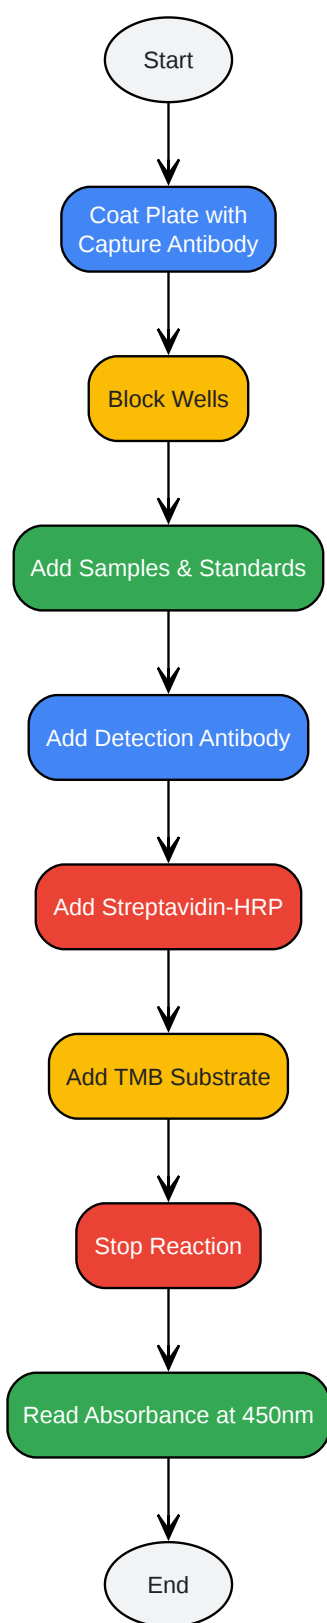 Start
Coat Plate with
Capture Antibody
Block Wells
Add Samples & Standards
Add Detection Antibody
Add Streptavidin-HRP
Add TMB Substrate
Stop Reaction
Read Absorbance at 450nm
End